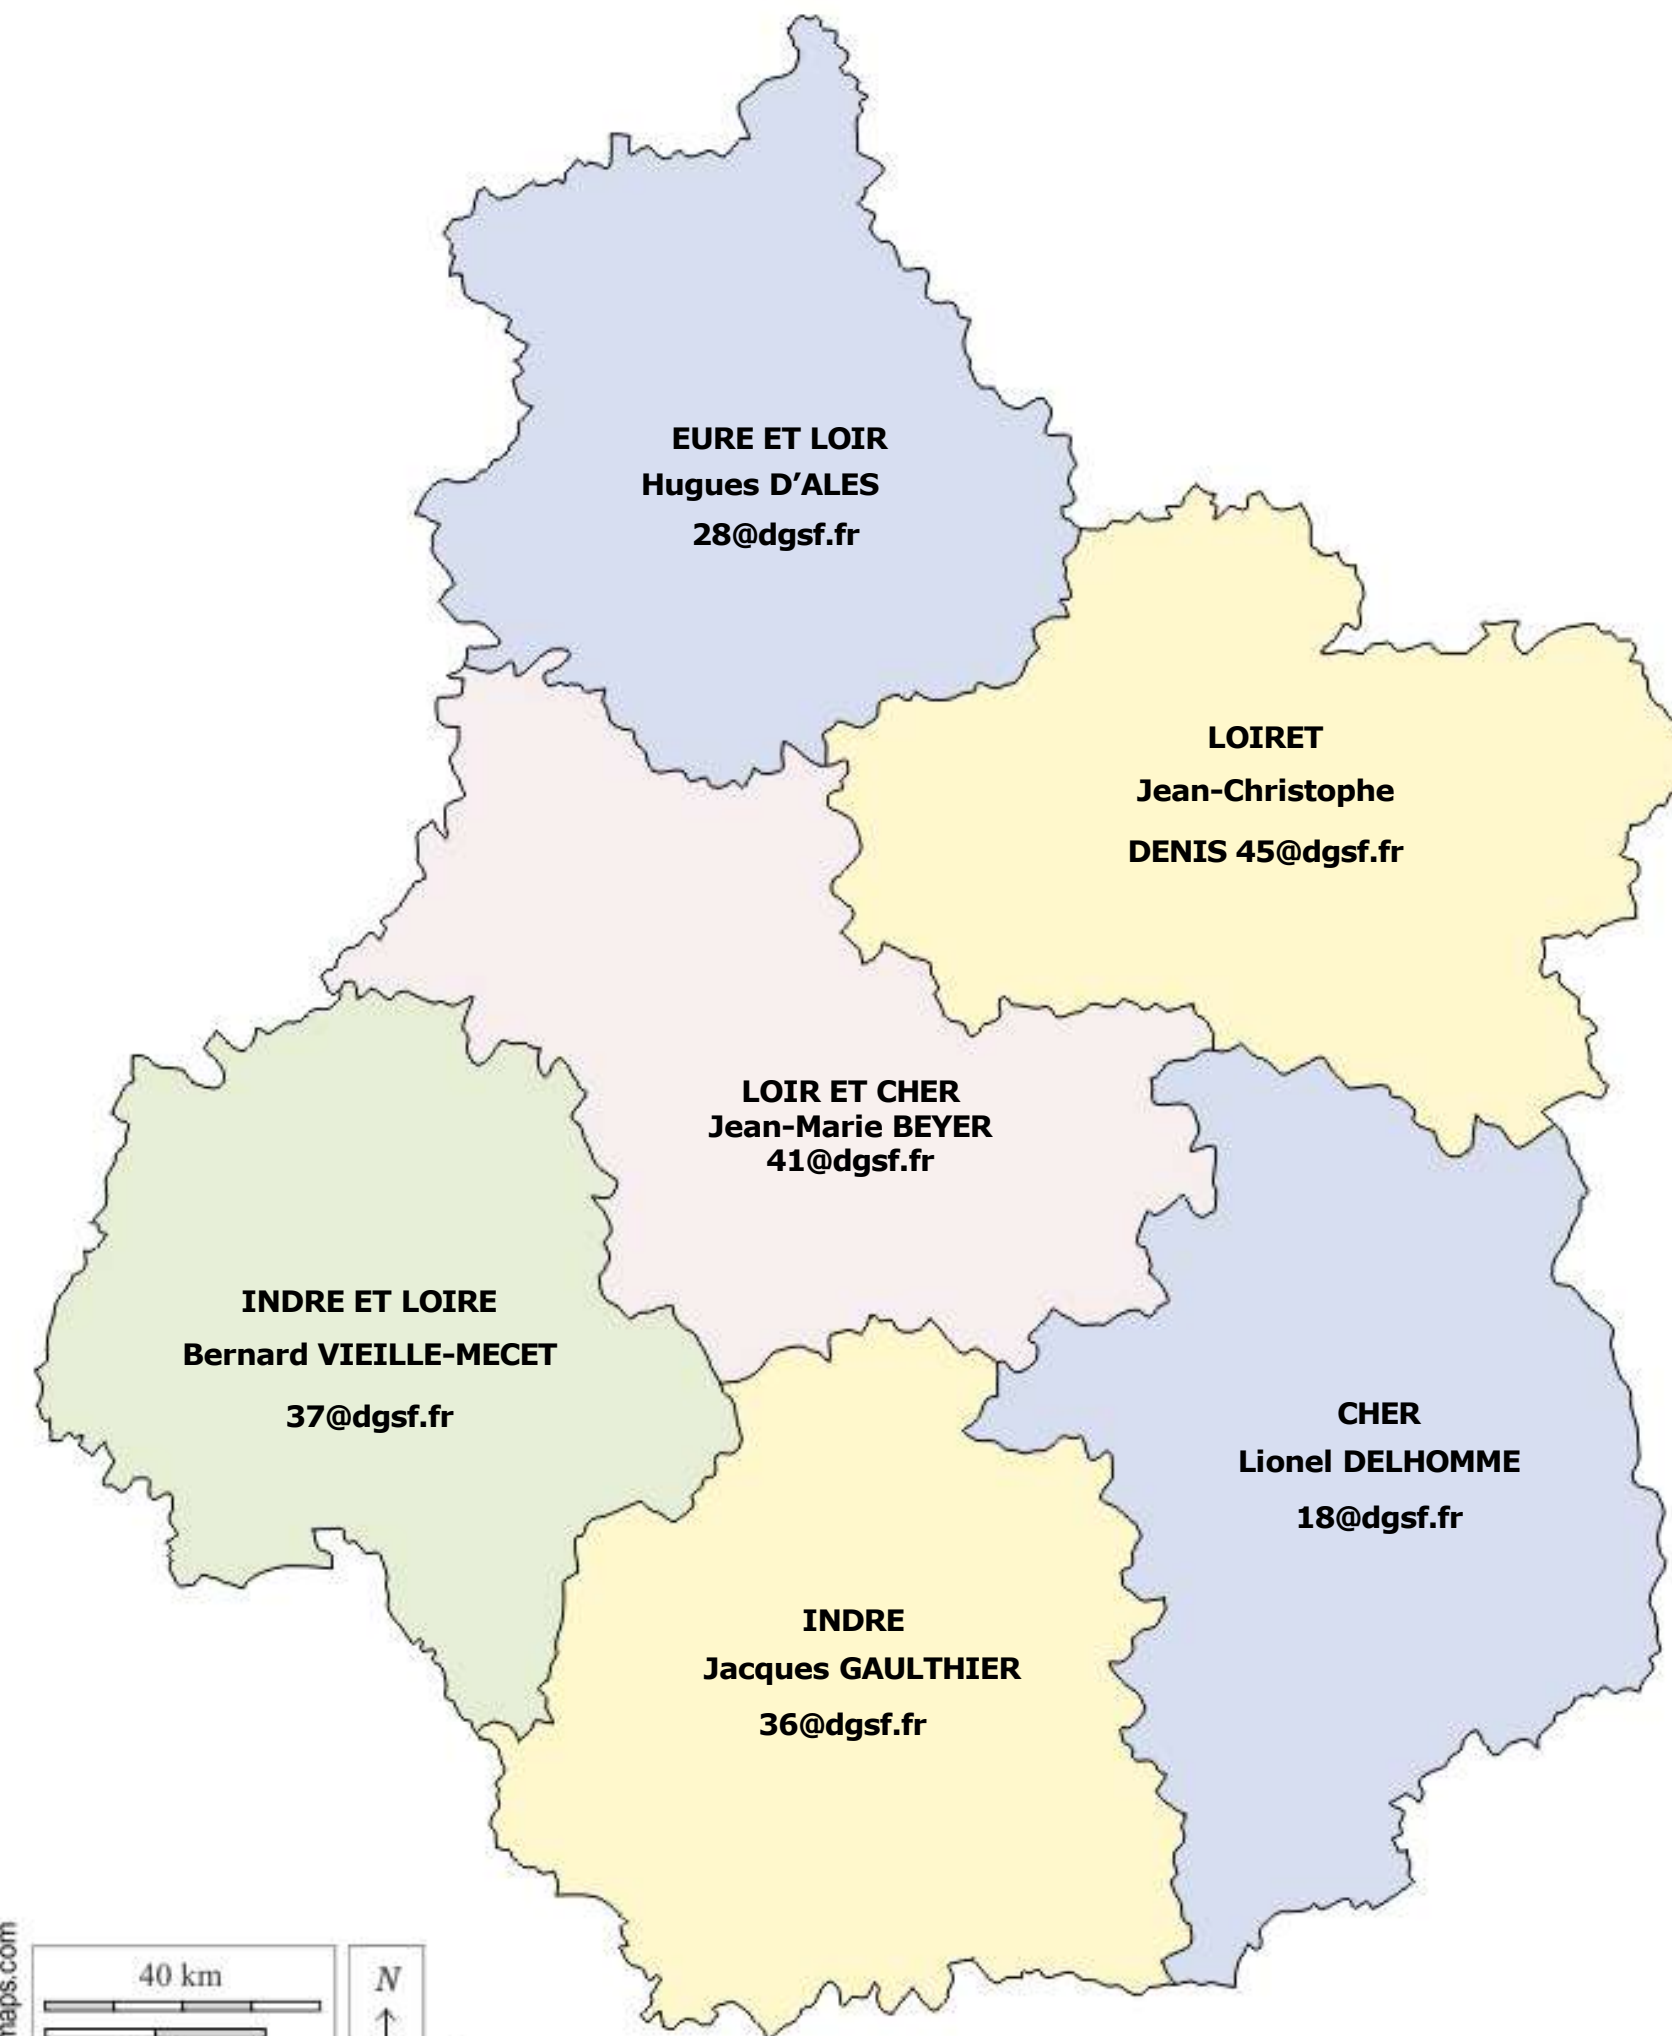 EURE ET LOIR
Hugues D’ALES
28@dgsf.fr
LOIRET
Jean-Christophe
DENIS 45@dgsf.fr
LOIR ET CHER
Jean-Marie BEYER
41@dgsf.fr
INDRE ET LOIRE
Bernard VIEILLE-MECET
37@dgsf.fr
CHER
Lionel DELHOMME
18@dgsf.fr
INDRE
Jacques GAULTHIER
36@dgsf.fr
maps.com
40 km
N